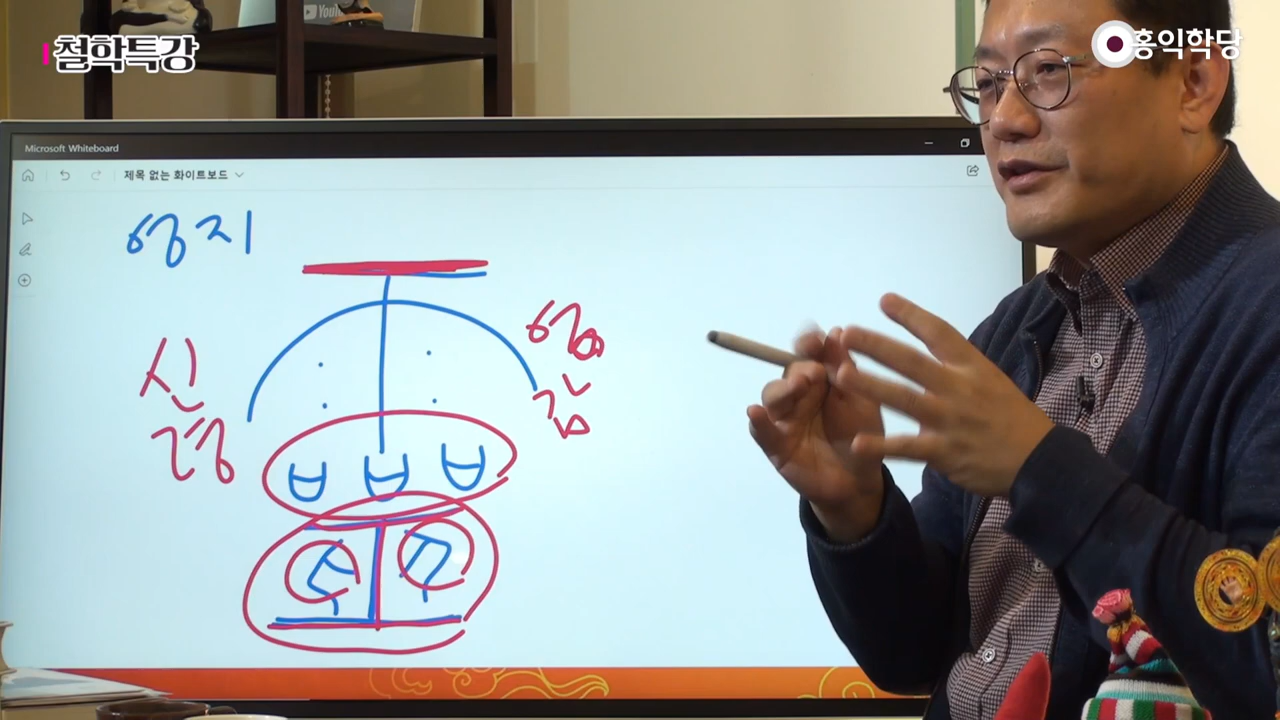 철학특강
홍익학당
Microsoft Whiteboard
제목 없는 화이트보드
영지
신
령
영
감